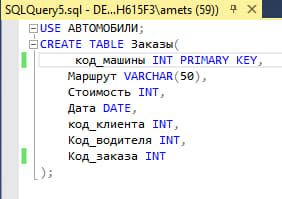 SQLQuery5.sql - DE...H615F3\amets (59))
USE АВТОМОБИЛИ;
CREATE TABLE Заказы(
код_машины INT PRIMARY KEY,
Маршрут VARCHAR(50),
Стоимость INT,
Дата DATE,
код_клиента INT,
Код_водителя INT,
Код_заказа INT
);